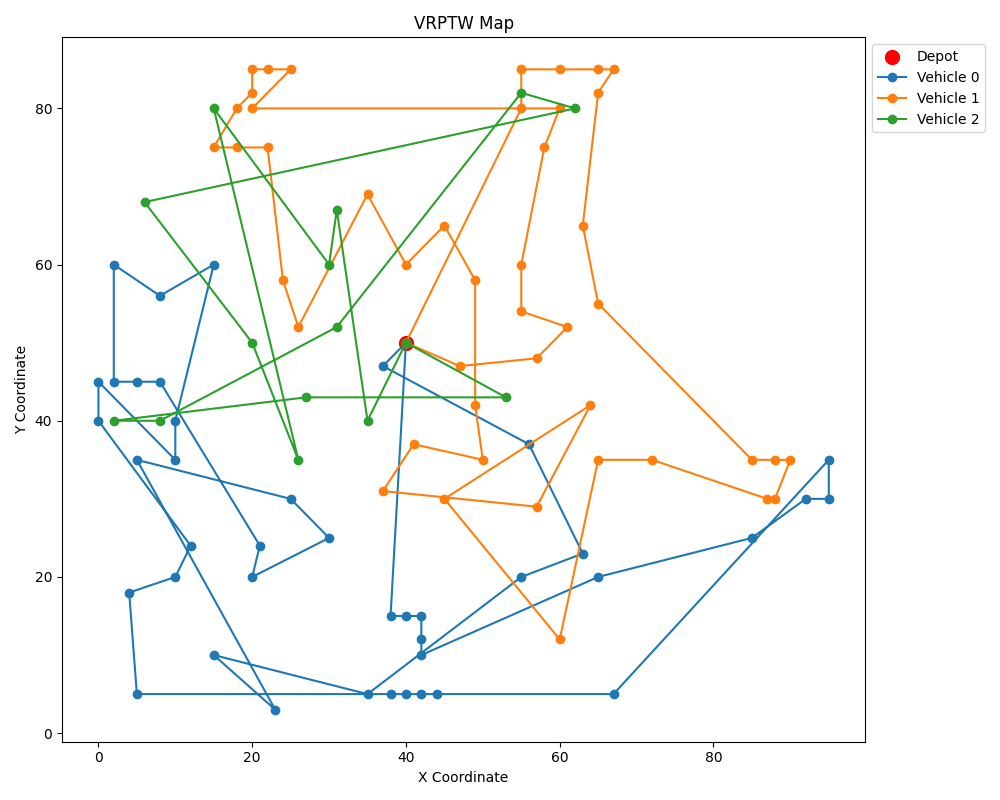 VRPTW Map
Depot
Vehicle 0
Vehicle 1
Vehicle 2
80
60
40
20
0
Y Coordinate
0 20 40 60 80
X Coordinate